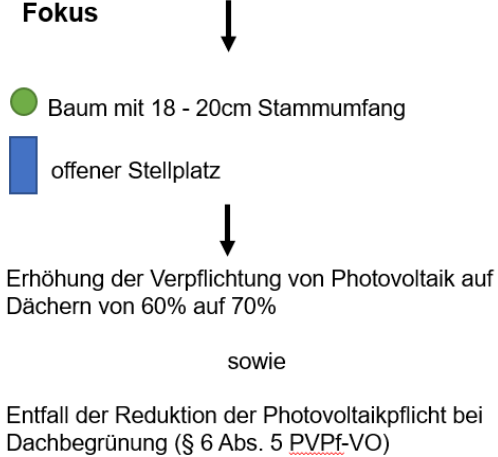 Fokus
Baum mit 18 - 20cm Stammumfang
offener Stellplatz
Erhöhung der Verpflichtung von Photovoltaik auf
Dächern von 60% auf 70%
sowie
Entfall der Reduktion der Photovoltaikpflicht bei
Dachbegrünung (§ 6 Abs. 5 PVPf-VO)